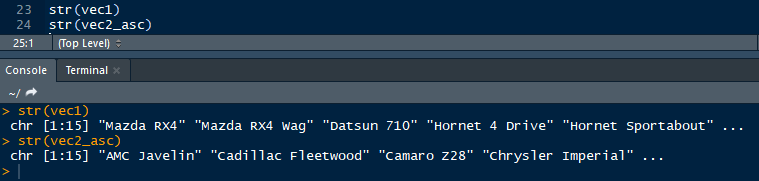 23 str(vec1)
24 str(vec2_asc)
25:1 (Top Level)
Console Terminal
~/
> str(vec1)
chr [1:15] "Mazda RX4" "Mazda RX4 Wag" "Datsun 710" "Hornet 4 Drive" "Hornet Sportabout" ...
> str(vec2_asc)
chr [1:15] "AMC Javelin" "Cadillac Fleetwood" "Camaro Z28" "Chrysler Imperial" ...
>